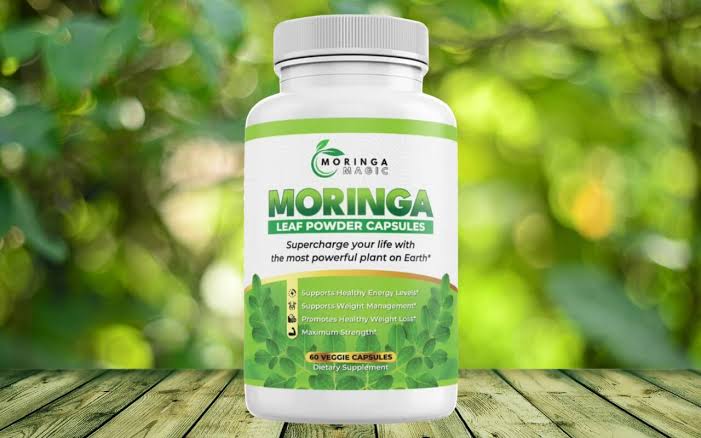 MORINGA
MAGIC
MORINGA
LEAF POWDER CAPSULES
Supercharge your life with
the most powerful plant on Earth*
Supports Healthy Energy Levels*
Supports Weight Management*
Promotes Healthy Weight Loss*
Maximum Strength*
60 VEGGIE CAPSULES
Dietary Supplement